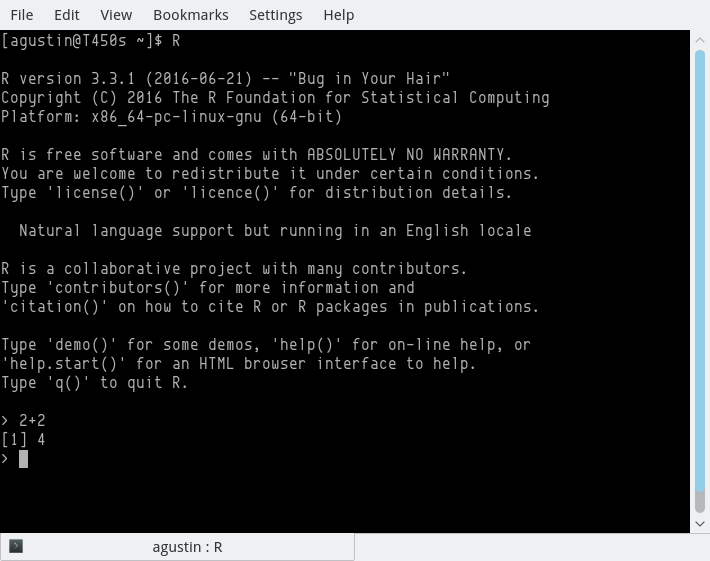 File Edit View Bookmarks Settings Help
[agustin@T450s ~]$ R
R version 3.3.1 (2016-06-21) -- "Bug in Your Hair"
Copyright (C) 2016 The R Foundation for Statistical Computing
Platform: x86_64-pc-linux-gnu (64-bit)
R is free software and comes with ABSOLUTELY NO WARRANTY.
You are welcome to redistribute it under certain conditions.
Type 'license()' or 'licence()' for distribution details.
Natural language support but running in an English locale
R is a collaborative project with many contributors.
Type 'contributors()' for more information and
'citation()' on how to cite R or R packages in publications.
Type 'demo()' for some demos, 'help()' for on-line help, or
'help.start()' for an HTML browser interface to help.
Type 'q()' to quit R.
> 2+2
[1] 4
>
agustin : R